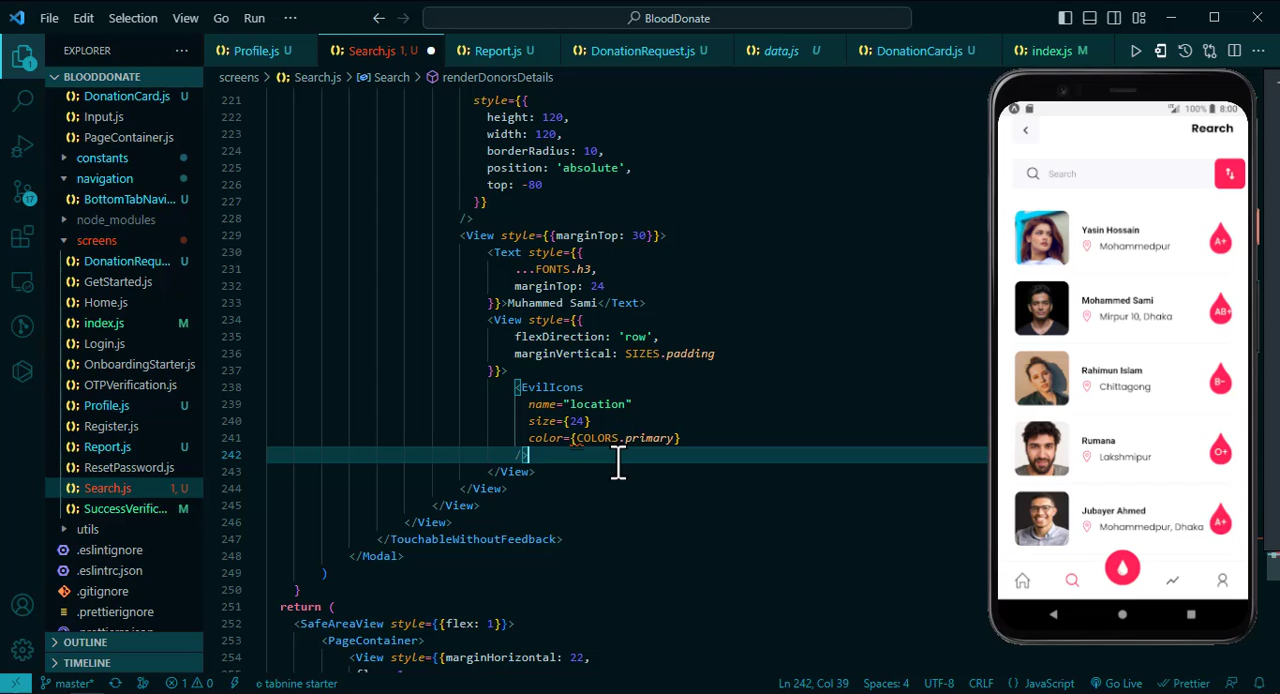 File Edit Selection View Go Run ··· BloodDonate
EXPLORER ···
Profile.js U Search.js 1, U Report.js U DonationRequest.js U data.js U DonationCard.js U index.js M
screens > Search.js > Search > renderDonorsDetails
BLOODDONATE
DonationCard.js U
Input.js
PageContainer.js
constants
navigation
BottomTabNavi... U
node_modules
screens
DonationRequ... U
GetStarted.js
Home.js
index.js M
Login.js
OnboardingStarter.js
OTPVerification.js
Profile.js U
Register.js
Report.js U
ResetPassword.js
Search.js 1, U
SuccessVerific... M
utils
.eslintignore
.eslintrc.json
.gitignore
.prettierignore
OUTLINE
TIMELINE
17
221 style={{
222 height: 120,
223 width: 120,
224 borderRadius: 10,
225 position: 'absolute',
226 top: -80
227 }}
228 />
229 <View style={{marginTop: 30}}>
230 <Text style={{
231 ...FONTS.h3,
232 marginTop: 24
233 }}>Muhammed Sami</Text>
234 <View style={{
235 flexDirection: 'row',
236 marginVertical: SIZES.padding
237 }}>
238 <EvilIcons
239 name="location"
240 size={24}
241 color={COLORS.primary}
242 />
243 </View>
244 </View>
245 </View>
246 </View>
247 </TouchableWithoutFeedback>
248 </Modal>
249 )
250 }
251 return (
252 <SafeAreaView style={{flex: 1}}>
253 <PageContainer>
254 <View style={{marginHorizontal: 22,
100% 8:00
Rearch
Search
Yasin Hossain
Mohammedpur
A+
Mohammed Sami
Mirpur 10, Dhaka
AB+
Rahimun Islam
Chittagong
B-
Rumana
Lakshmipur
O+
Jubayer Ahmed
Mohammedpur, Dhaka
A+
master* 1 0 tabnine starter Ln 242, Col 39 Spaces: 4 UTF-8 CRLF {} JavaScript Go Live Prettier